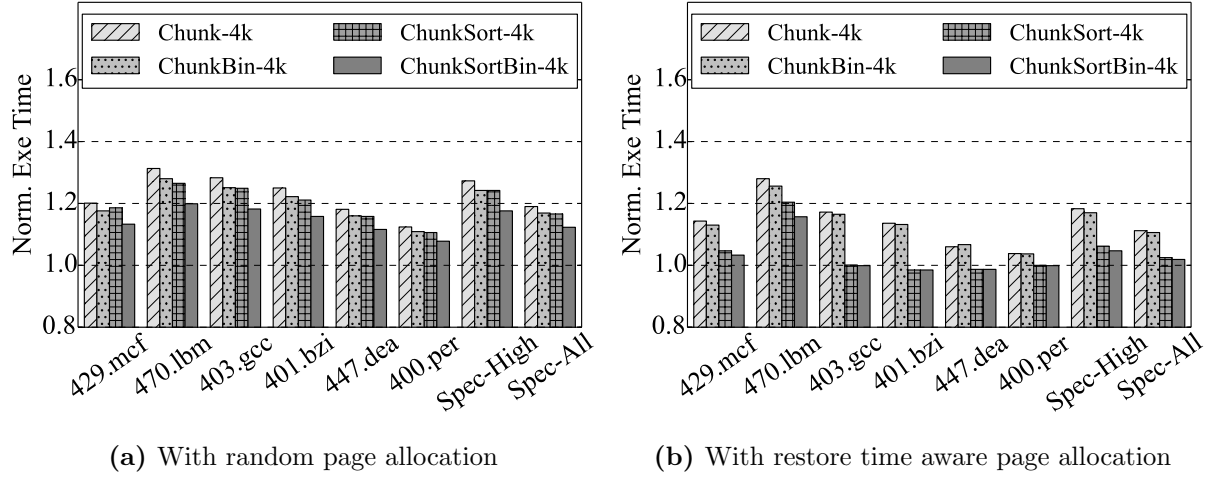 Chunk-4k
ChunkBin-4k
ChunkSort-4k
ChunkSortBin-4k
Norm. Exe Time
1.6
1.4
1.2
1.0
0.8
429.mcf
470.lbm
403.gcc
401.bzi
447.dea
400.per
Spec-High
Spec-All
(a) With random page allocation
Chunk-4k
ChunkBin-4k
ChunkSort-4k
ChunkSortBin-4k
Norm. Exe Time
1.6
1.4
1.2
1.0
0.8
429.mcf
470.lbm
403.gcc
401.bzi
447.dea
400.per
Spec-High
Spec-All
(b) With restore time aware page allocation